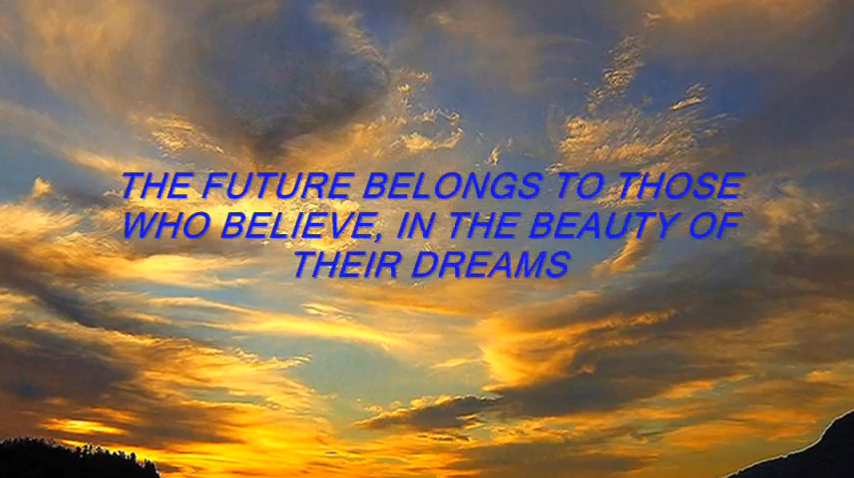 THE FUTURE BELONGS TO THOSE
WHO BELIEVE, IN THE BEAUTY OF
THEIR DREAMS